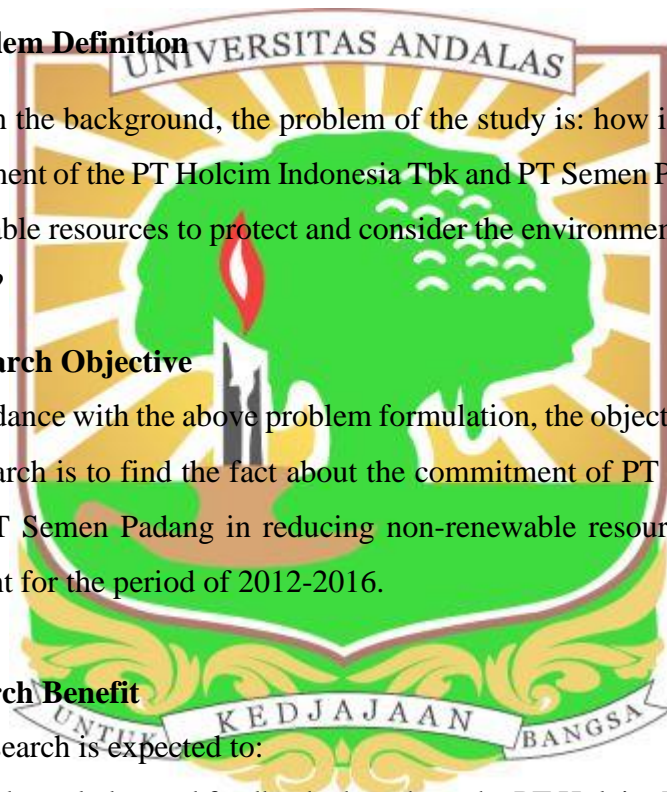 lem Definition
UNIVERSITAS ANDALAS
n the background, the problem of the study is: how i
nent of the PT Holcim Indonesia Tbk and PT Semen P
able resources to protect and consider the environmen
?
arch Objective
dance with the above problem formulation, the object
arch is to find the fact about the commitment of PT
T Semen Padang in reducing non-renewable resour
nt for the period of 2012-2016.
rch Benefit
UNTUK KEDJAJAAN BANGSA
search is expected to: